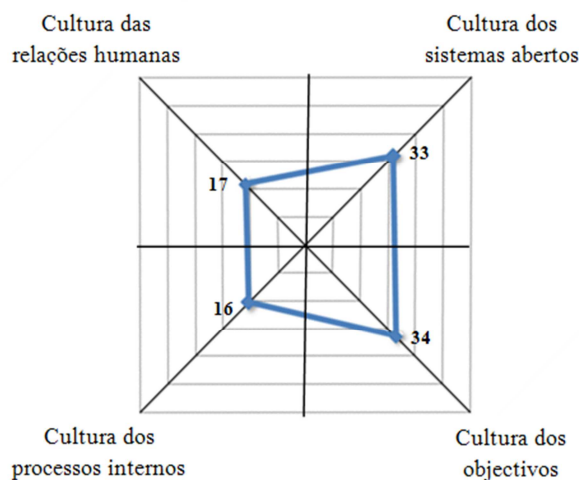 Cultura das
relações humanas
Cultura dos
sistemas abertos
33
17
16
34
Cultura dos
processos internos
Cultura dos
objectivos